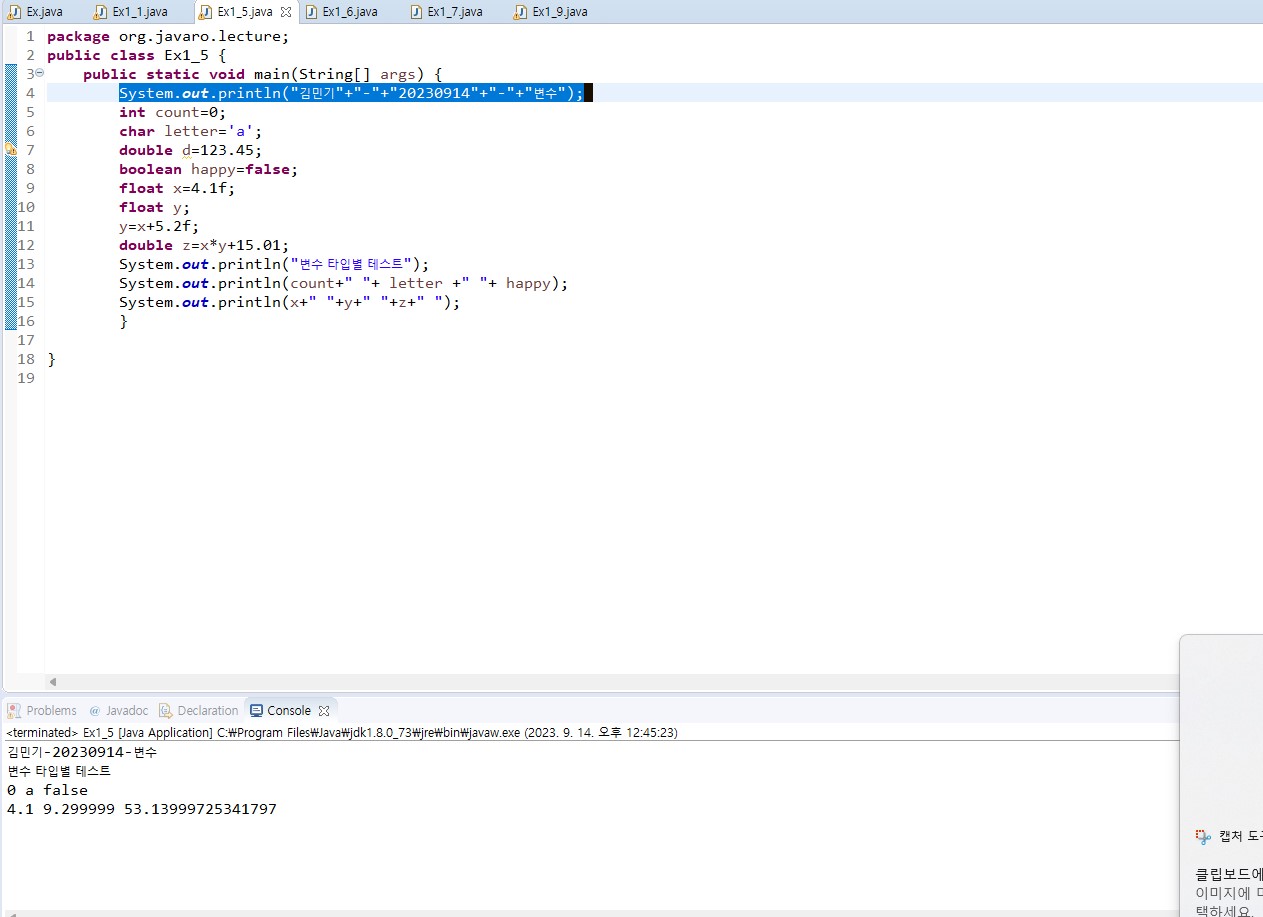 Ex.java Ex1_1.java Ex1_5.java Ex1_6.java Ex1_7.java Ex1_9.java
1 package org.javaro.lecture;
2 public class Ex1_5 {
3 public static void main(String[] args) {
4 System.out.println("김민기"+"-"+"20230914"+"-"+"변수");
5 int count=0;
6 char letter='a';
7 double d=123.45;
8 boolean happy=false;
9 float x=4.1f;
10 float y;
11 y=x+5.2f;
12 double z=x*y+15.01;
13 System.out.println("변수 타입별 테스트");
14 System.out.println(count+" "+ letter +" "+ happy);
15 System.out.println(x+" "+y+" "+z+" ");
16 }
17
18 }
19
Problems @ Javadoc Declaration Console
<terminated> Ex1_5 [Java Application] C:₩Program Files₩Java₩jdk1.8.0_73₩jre₩bin₩javaw.exe (2023. 9. 14. 오후 12:45:23)
김민기-20230914-변수
변수 타입별 테스트
0 a false
4.1 9.299999 53.13999725341797
캡처
클립보드에
이미지에
택하세요.